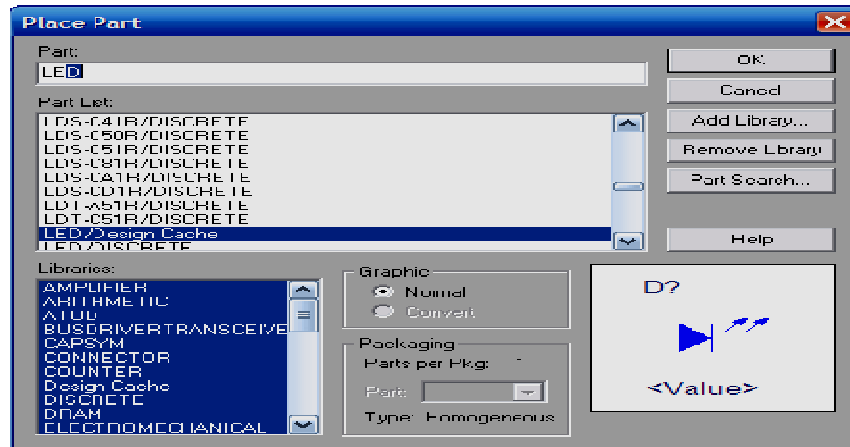 Place Part
Part:
LED
OK
Cancel
Part List:
LDS-C41R/DISCRETE
LDS-C50R/DISCRETE
LDS-C51R/DISCRETE
LDS-C81R/DISCRETE
LDS-CA1R/DISCRETE
LDS-CD1R/DISCRETE
LDT-A51R/DISCRETE
LDT-C51R/DISCRETE
LED/Design Cache
LED/DISCRETE
Add Library...
Remove Library
Part Search...
Help
Libraries:
AMPLIFIER
ARITHMETIC
BUSDRIVERTRANSCEIVE
CAPSYM
CONNECTOR
COUNTER
Design Cache
DISCRETE
DRAM
ELECTROMECHANICAL
Graphic
Normal
Convert
Packaging
Parts per Pkg:
Part:
Type: Homogeneous
D?
<Value>